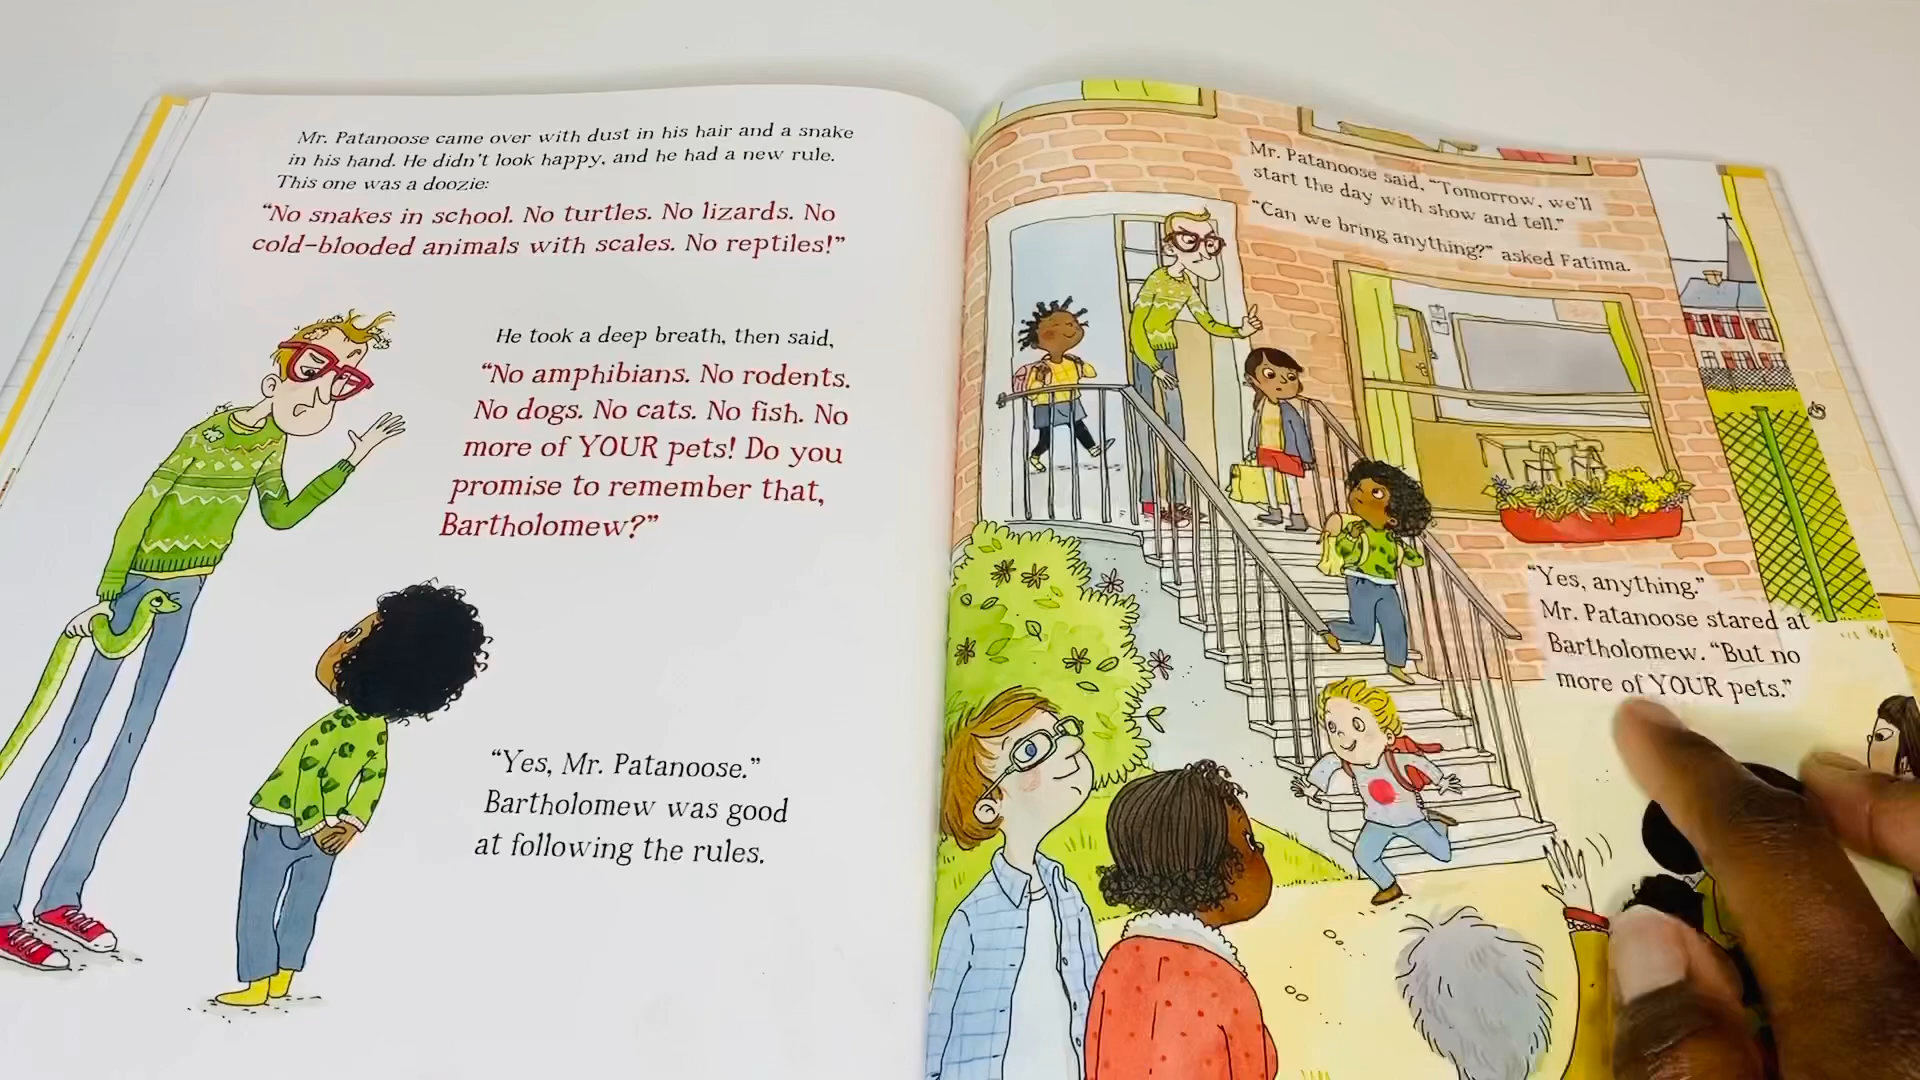 Mr. Patanoose came over with dust in his hair and a snake
in his hand. He didn't look happy, and he had a new rule.
This one was a doozie:
“No snakes in school. No turtles. No lizards. No
cold-blooded animals with scales. No reptiles!”
He took a deep breath, then said,
“No amphibians. No rodents.
No dogs. No cats. No fish. No
more of YOUR pets! Do you
promise to remember that,
Bartholomew?”
“Yes, Mr. Patanoose.”
Bartholomew was good
at following the rules.
Mr. Patanoose said, “Tomorrow, we'll
start the day with show and tell.”
“Can we bring anything?” asked Fatima.
“Yes, anything.”
Mr. Patanoose stared at
Bartholomew. “But no
more of YOUR pets.”